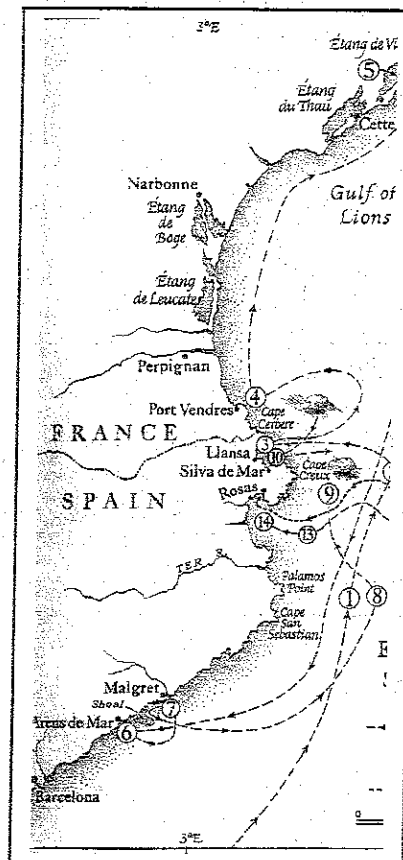 3°E
Étang de Vi
5
Étang
du Thau
Cette
Narbonne
Étang
de
Boge
Gulf of
Lions
Étang
de Leucate
Perpignan
4
Port Vendres
Cape
Cerbere
FRANCE
3
Llansa
10
Silva de Mar
Cape
Creux
Rosas
9
SPAIN
14
13
TER R.
Palamos
Point
1
8
Cape
San
Sebastian
E
S
Malgret
Shoal
7
Arens de Mar
6
Barcelona
0
3°E